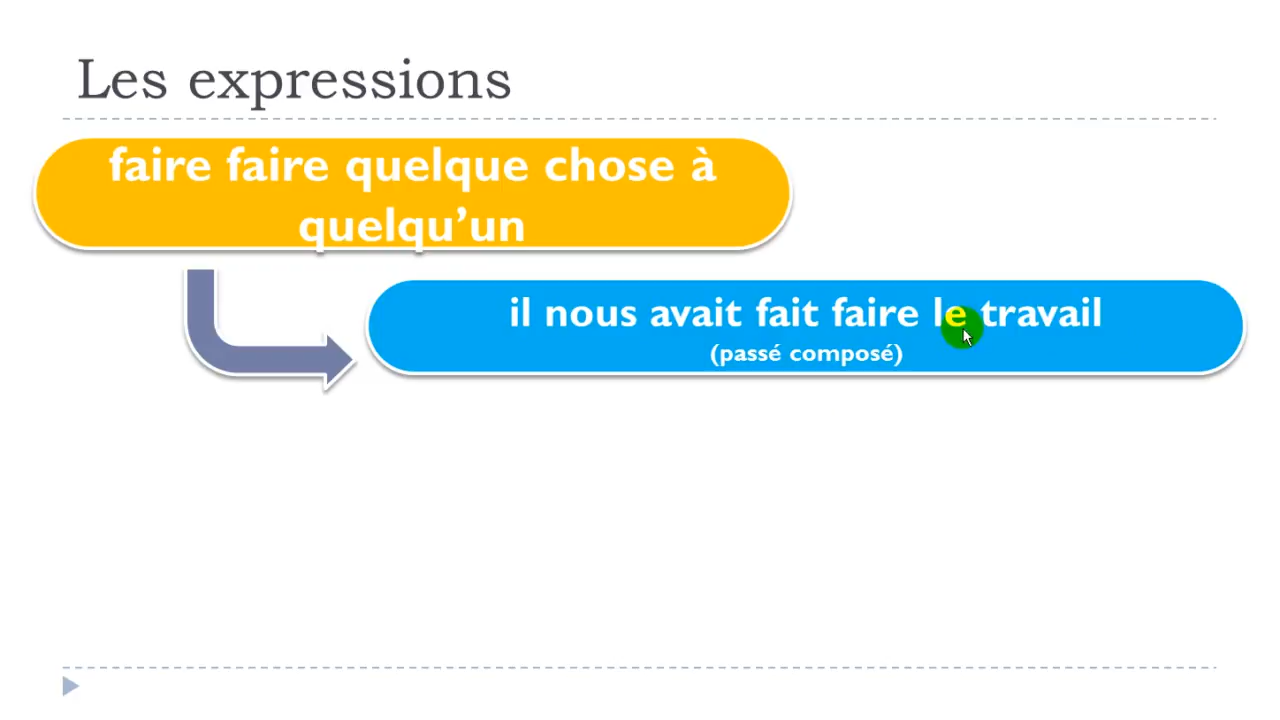 Les expressions
faire faire quelque chose à
quelqu’un
il nous avait fait faire le travail
(passé composé)